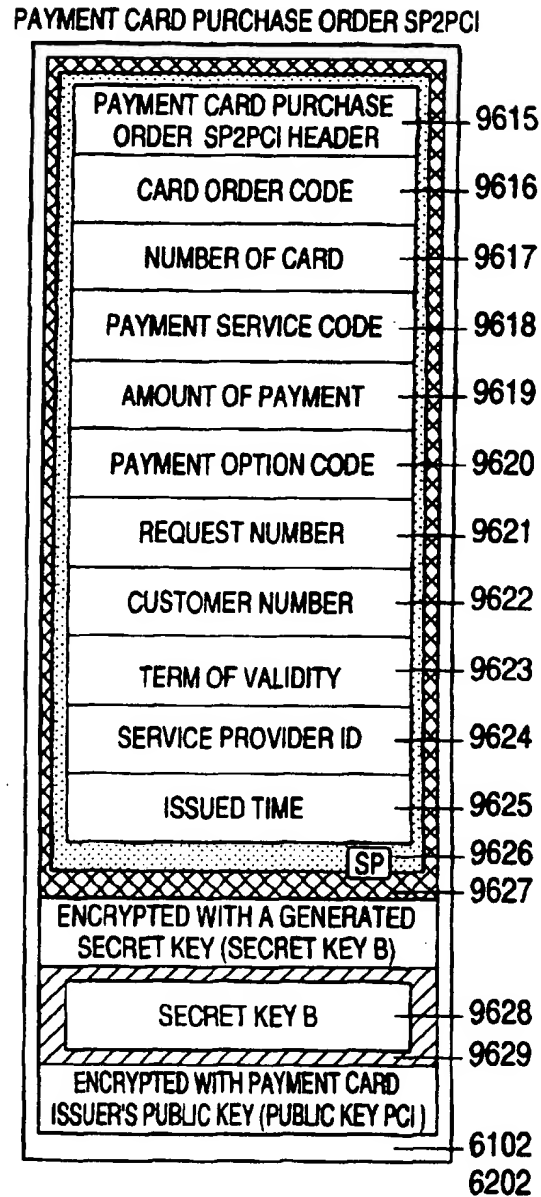 PAYMENT CARD PURCHASE ORDER SP2PCI
PAYMENT CARD PURCHASE
ORDER SP2PCI HEADER
9615
CARD ORDER CODE
9616
NUMBER OF CARD
9617
PAYMENT SERVICE CODE
9618
AMOUNT OF PAYMENT
9619
PAYMENT OPTION CODE
9620
REQUEST NUMBER
9621
CUSTOMER NUMBER
9622
TERM OF VALIDITY
9623
SERVICE PROVIDER ID
9624
ISSUED TIME
9625
SP
9626
9627
ENCRYPTED WITH A GENERATED
SECRET KEY (SECRET KEY B)
SECRET KEY B
9628
9629
ENCRYPTED WITH PAYMENT CARD
ISSUER'S PUBLIC KEY (PUBLIC KEY PCI)
6102
6202